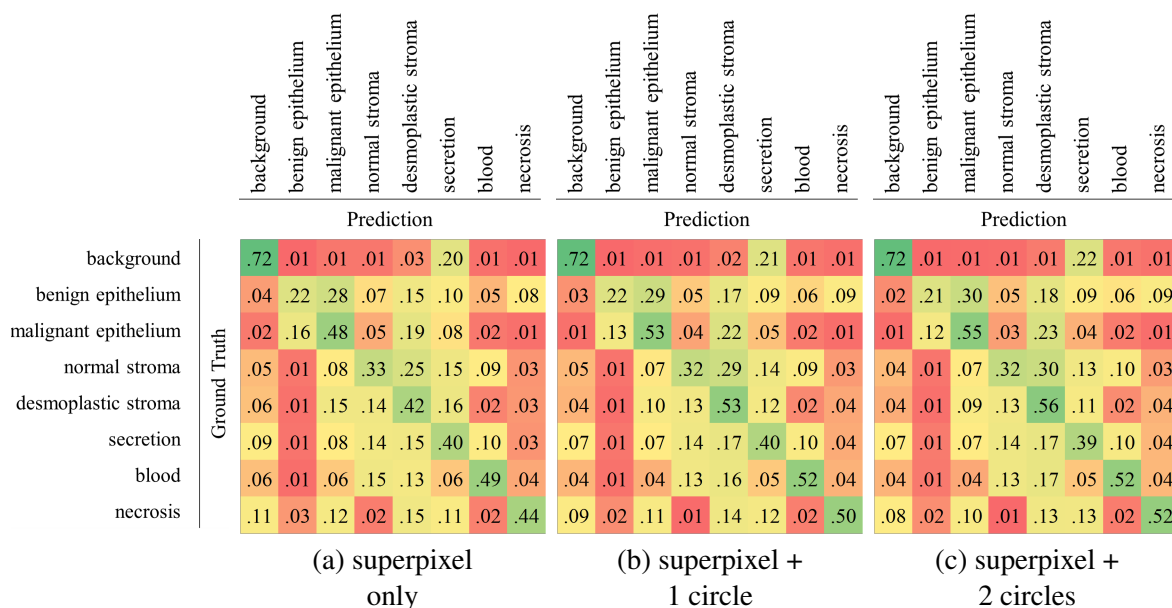 background benign epithelium malignant epithelium normal stroma desmoplastic stroma secretion blood necrosis background benign epithelium malignant epithelium normal stroma desmoplastic stroma secretion blood necrosis background benign epithelium malignant epithelium normal stroma desmoplastic stroma secretion blood necrosis
Prediction Prediction Prediction
Ground Truth
background .72 .01 .01 .01 .03 .20 .01 .01 .72 .01 .01 .01 .02 .21 .01 .01 .72 .01 .01 .01 .01 .22 .01 .01
benign epithelium .04 .22 .28 .07 .15 .10 .05 .08 .03 .22 .29 .05 .17 .09 .06 .09 .02 .21 .30 .05 .18 .09 .06 .09
malignant epithelium .02 .16 .48 .05 .19 .08 .02 .01 .01 .13 .53 .04 .22 .05 .02 .01 .01 .12 .55 .03 .23 .04 .02 .01
normal stroma .05 .01 .08 .33 .25 .15 .09 .03 .05 .01 .07 .32 .29 .14 .09 .03 .04 .01 .07 .32 .30 .13 .10 .03
desmoplastic stroma .06 .01 .15 .14 .42 .16 .02 .03 .04 .01 .10 .13 .53 .12 .02 .04 .04 .01 .09 .13 .56 .11 .02 .04
secretion .09 .01 .08 .14 .15 .40 .10 .03 .07 .01 .07 .14 .17 .40 .10 .04 .07 .01 .07 .14 .17 .39 .10 .04
blood .06 .01 .06 .15 .13 .06 .49 .04 .04 .01 .04 .13 .16 .05 .52 .04 .04 .01 .04 .13 .17 .05 .52 .04
necrosis .11 .03 .12 .02 .15 .11 .02 .44 .09 .02 .11 .01 .14 .12 .02 .50 .08 .02 .10 .01 .13 .13 .02 .52
(a) superpixel (b) superpixel + (c) superpixel +
only 1 circle 2 circles